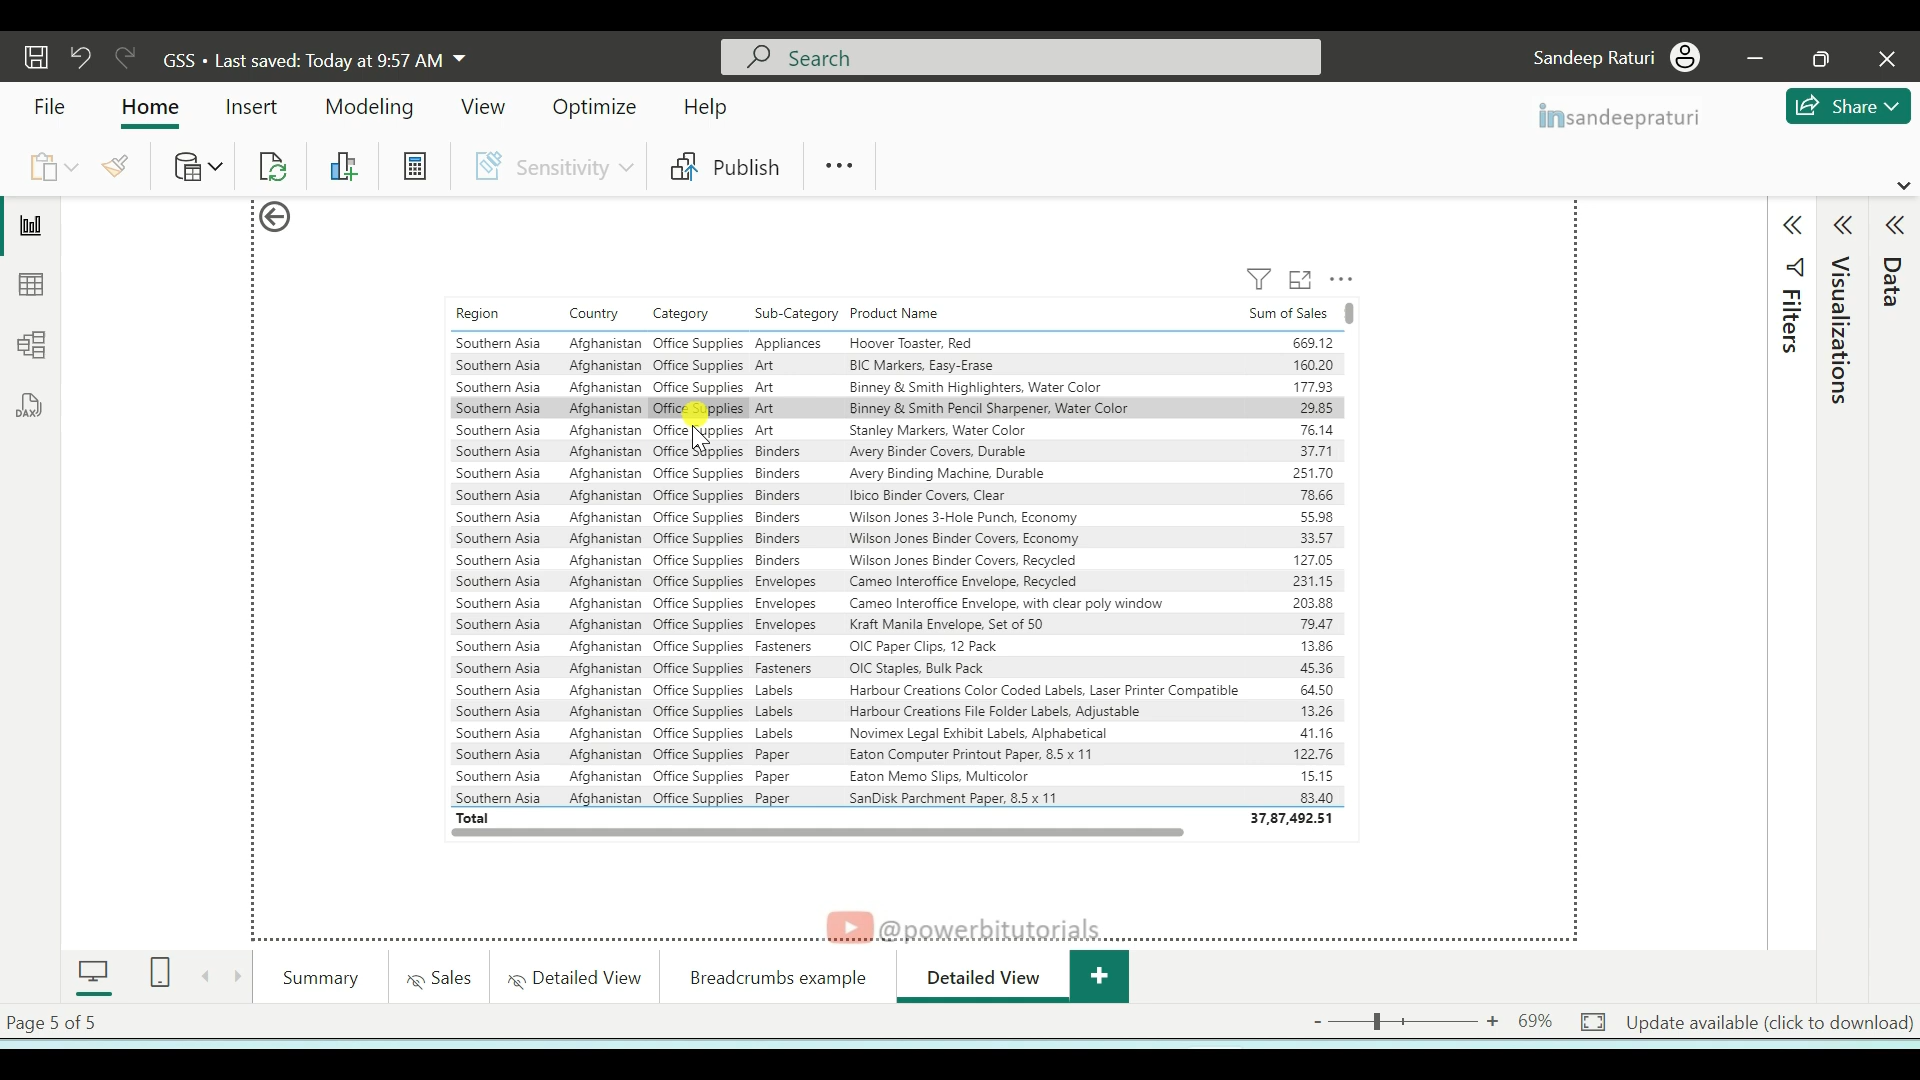 GSS • Last saved: Today at 9:57 AM
Search
Sandeep Raturi
File Home Insert Modeling View Optimize Help
insandeepraturi
Share
Sensitivity
Publish
DAX
Region Country Category Sub-Category Product Name Sum of Sales
Southern Asia Afghanistan Office Supplies Appliances Hoover Toaster, Red 669.12
Southern Asia Afghanistan Office Supplies Art BIC Markers, Easy-Erase 160.20
Southern Asia Afghanistan Office Supplies Art Binney & Smith Highlighters, Water Color 177.93
Southern Asia Afghanistan Office Supplies Art Binney & Smith Pencil Sharpener, Water Color 29.85
Southern Asia Afghanistan Office Supplies Art Stanley Markers, Water Color 76.14
Southern Asia Afghanistan Office Supplies Binders Avery Binder Covers, Durable 37.71
Southern Asia Afghanistan Office Supplies Binders Avery Binding Machine, Durable 251.70
Southern Asia Afghanistan Office Supplies Binders Ibico Binder Covers, Clear 78.66
Southern Asia Afghanistan Office Supplies Binders Wilson Jones 3-Hole Punch, Economy 55.98
Southern Asia Afghanistan Office Supplies Binders Wilson Jones Binder Covers, Economy 33.57
Southern Asia Afghanistan Office Supplies Binders Wilson Jones Binder Covers, Recycled 127.05
Southern Asia Afghanistan Office Supplies Envelopes Cameo Interoffice Envelope, Recycled 231.15
Southern Asia Afghanistan Office Supplies Envelopes Cameo Interoffice Envelope, with clear poly window 203.88
Southern Asia Afghanistan Office Supplies Envelopes Kraft Manila Envelope, Set of 50 79.47
Southern Asia Afghanistan Office Supplies Fasteners OIC Paper Clips, 12 Pack 13.86
Southern Asia Afghanistan Office Supplies Fasteners OIC Staples, Bulk Pack 45.36
Southern Asia Afghanistan Office Supplies Labels Harbour Creations Color Coded Labels, Laser Printer Compatible 64.50
Southern Asia Afghanistan Office Supplies Labels Harbour Creations File Folder Labels, Adjustable 13.26
Southern Asia Afghanistan Office Supplies Labels Novimex Legal Exhibit Labels, Alphabetical 41.16
Southern Asia Afghanistan Office Supplies Paper Eaton Computer Printout Paper, 8.5 x 11 122.76
Southern Asia Afghanistan Office Supplies Paper Eaton Memo Slips, Multicolor 15.15
Southern Asia Afghanistan Office Supplies Paper SanDisk Parchment Paper, 8.5 x 11 83.40
Total 37,87,492.51
Filters
Visualizations
Data
@powerbitutorials
Summary Sales Detailed View Breadcrumbs example Detailed View +
Page 5 of 5
- + 69%
Update available (click to download)